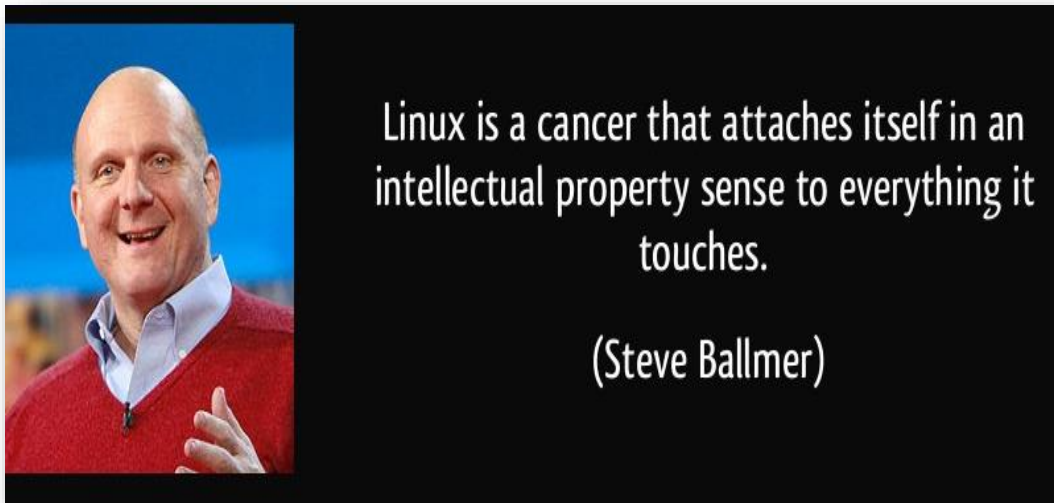 Linux is a cancer that attaches itself in an
intellectual property sense to everything it
touches.
(Steve Ballmer)